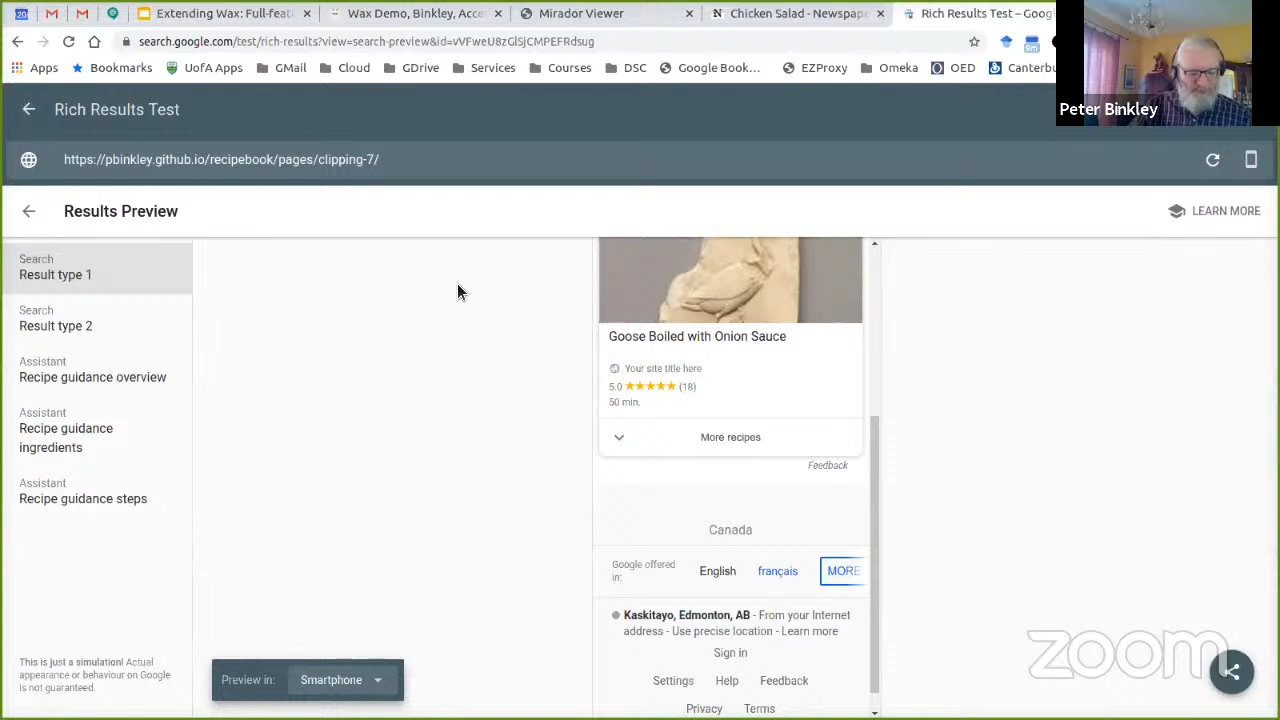 20
Extending Wax: Full-feat
Wax Demo, Binkley, Acce
Mirador Viewer
Chicken Salad - Newspape
Rich Results Test – Goog
search.google.com/test/rich-results?view=search-preview&id=vVFweU8zGlSjCMPEFRdsug
Apps
Bookmarks
UofA Apps
GMail
Cloud
GDrive
Services
Courses
DSC
Google Book...
EZProxy
Omeka
OED
Canterbu
Peter Binkley
Rich Results Test
https://pbinkley.github.io/recipebook/pages/clipping-7/
Results Preview
LEARN MORE
Search
Result type 1
Search
Result type 2
Assistant
Recipe guidance overview
Assistant
Recipe guidance
ingredients
Assistant
Recipe guidance steps
This is just a simulation! Actual
appearance or behaviour on Google
is not guaranteed.
Preview in:
Smartphone
Goose Boiled with Onion Sauce
Your site title here
5.0 ★★★★★ (18)
50 min.
More recipes
Feedback
Canada
Google offered
in:
English
français
MORE
Kaskitayo, Edmonton, AB - From your Internet
address - Use precise location - Learn more
Sign in
Settings
Help
Feedback
Privacy
Terms
zoom